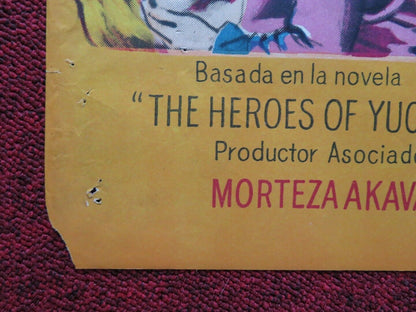 Basada en la novela
"THE HEROES OF YUC
Productor Asociad
MORTEZA AKAVA